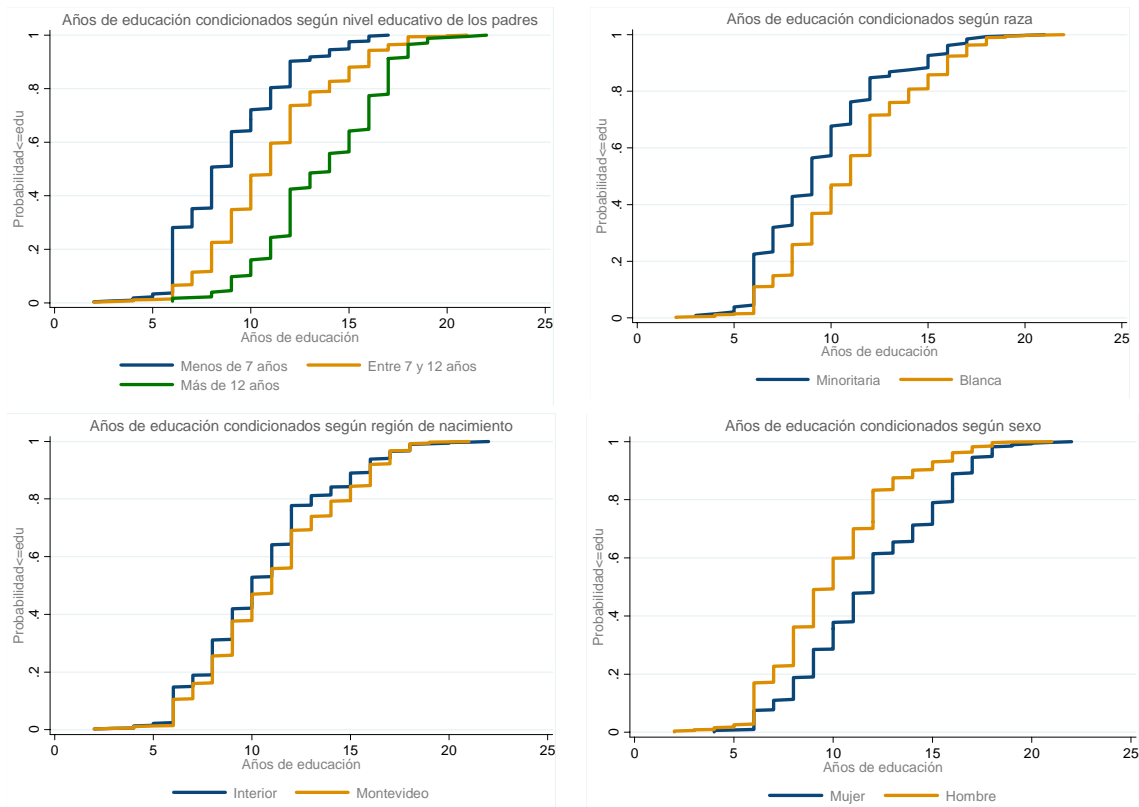 Años de educación condicionados según nivel educativo de los padres
Probabilidad<=edu
1
.8
.6
.4
.2
0
0 5 10 15 20 25
Años de educación
Menos de 7 años Entre 7 y 12 años
Más de 12 años
Años de educación condicionados según raza
Probabilidad<=edu
1
.8
.6
.4
.2
0
0 5 10 15 20 25
Años de educación
Minoritaria Blanca
Años de educación condicionados según región de nacimiento
Probabilidad<=edu
1
.8
.6
.4
.2
0
0 5 10 15 20 25
Años de educación
Interior Montevideo
Años de educación condicionados según sexo
Probabilidad<=edu
1
.8
.6
.4
.2
0
0 5 10 15 20 25
Años de educación
Mujer Hombre